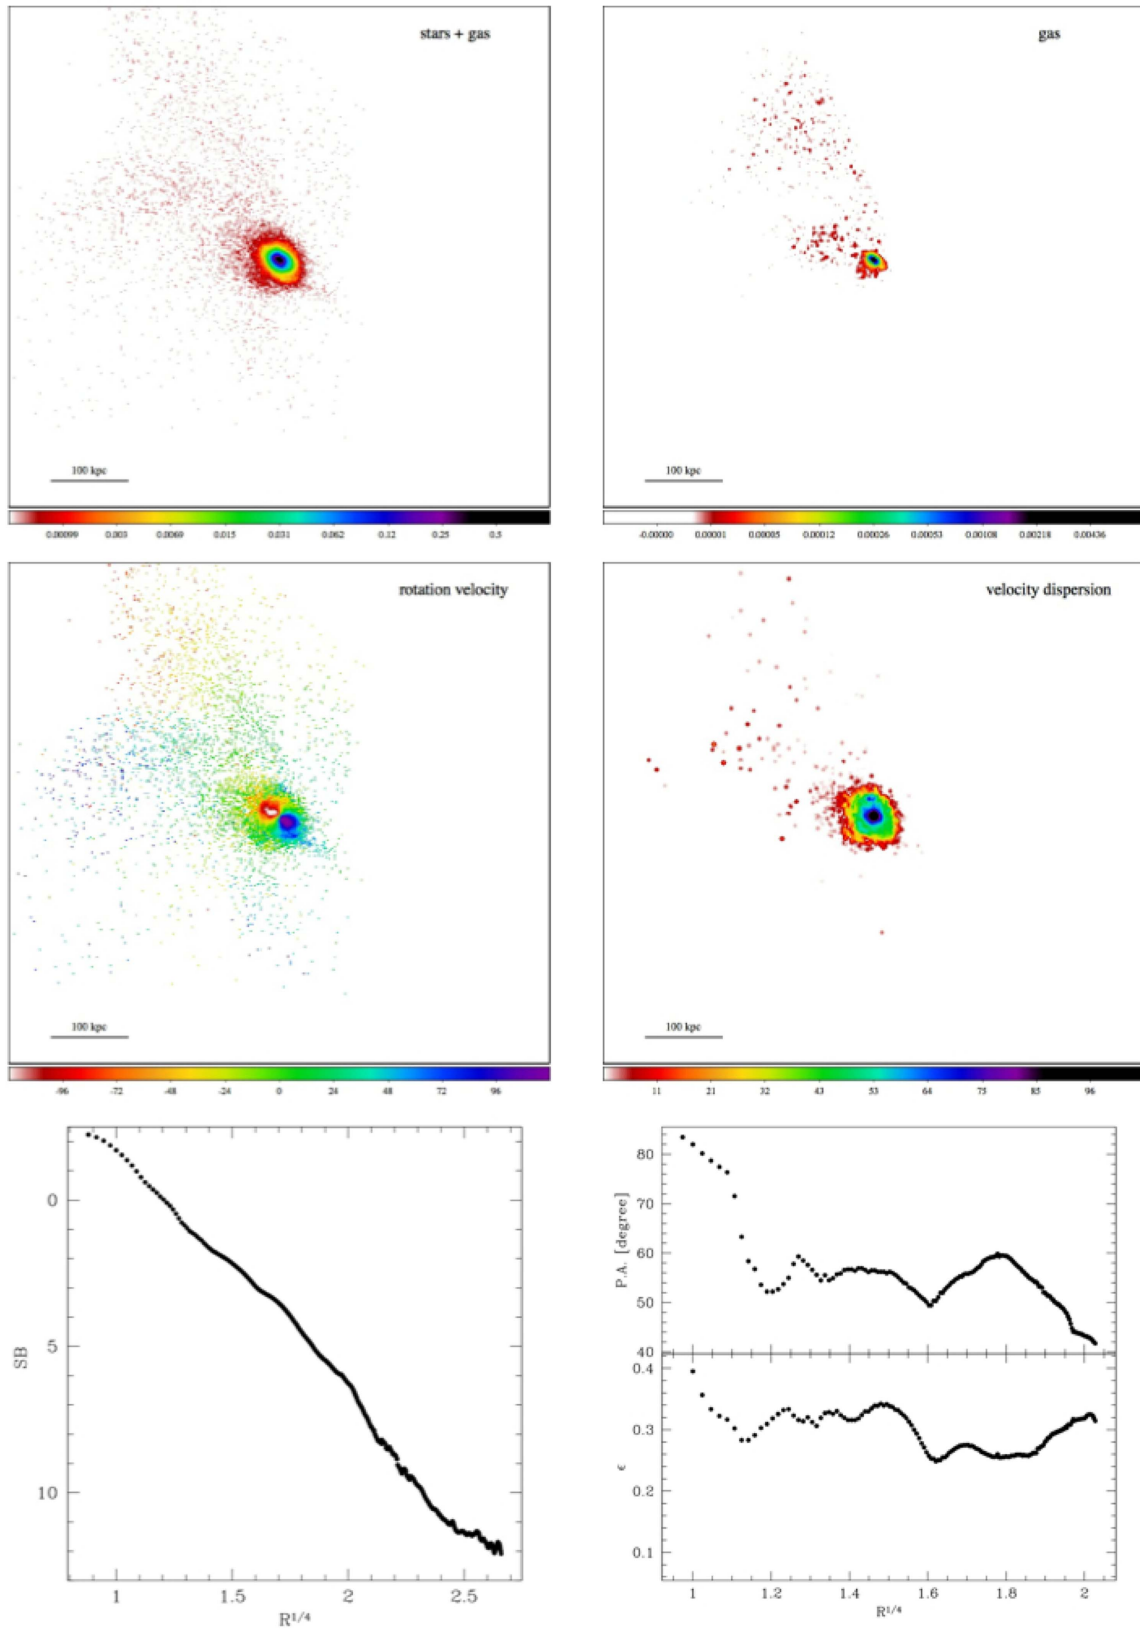 stars + gas
gas
100 kpc
100 kpc
0.00099 0.003 0.0069 0.015 0.031 0.062 0.12 0.25 0.5
-0.00000 0.00001 0.00005 0.00012 0.00026 0.00053 0.00108 0.00218 0.00436
rotation velocity
velocity dispersion
100 kpc
100 kpc
-96 -72 -48 -24 0 24 48 72 96
11 21 32 43 53 64 75 85 96
0
5
10
SB
1 1.5 2 2.5
R^{1/4}
80
70
60
50
40
P.A. [degree]
0.4
0.3
0.2
0.1
ϵ
1 1.2 1.4 1.6 1.8 2
R^{1/4}